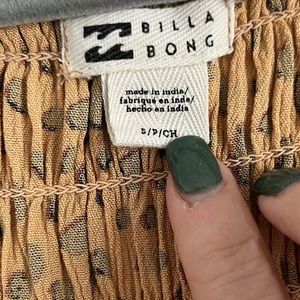 BILLA
BONG
made in india/
fabriqué en inde/
hecho en india
S/P/CH